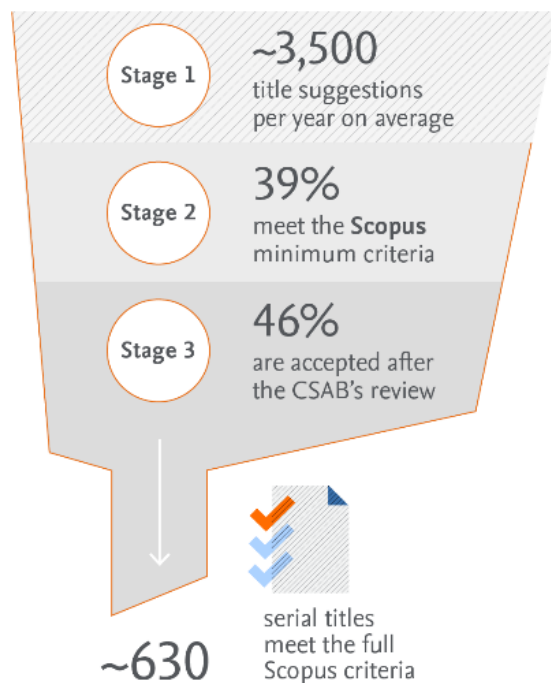 Stage 1
~3,500
title suggestions
per year on average
Stage 2
39%
meet the Scopus
minimum criteria
Stage 3
46%
are accepted after
the CSAB's review
~630
serial titles
meet the full
Scopus criteria